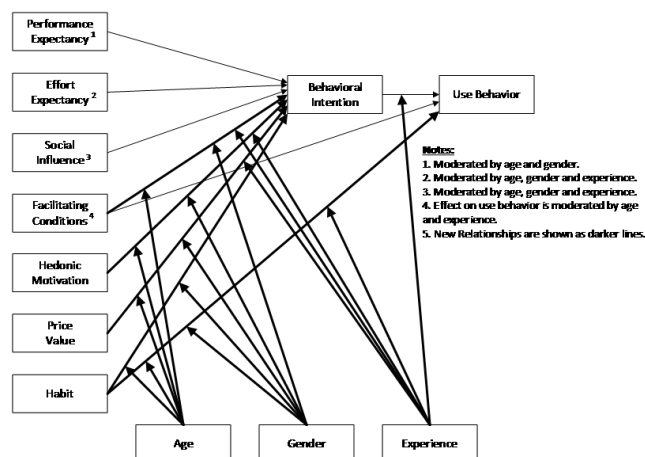 Performance
Expectancy 1
Effort
Expectancy 2
Social
Influence 3
Facilitating
Conditions 4
Hedonic
Motivation
Price
Value
Habit
Behavioral
Intention
Use Behavior
Notes:
1. Moderated by age and gender.
2. Moderated by age, gender and experience.
3. Moderated by age, gender and experience.
4. Effect on use behavior is moderated by age
and experience.
5. New Relationships are shown as darker lines.
Age
Gender
Experience